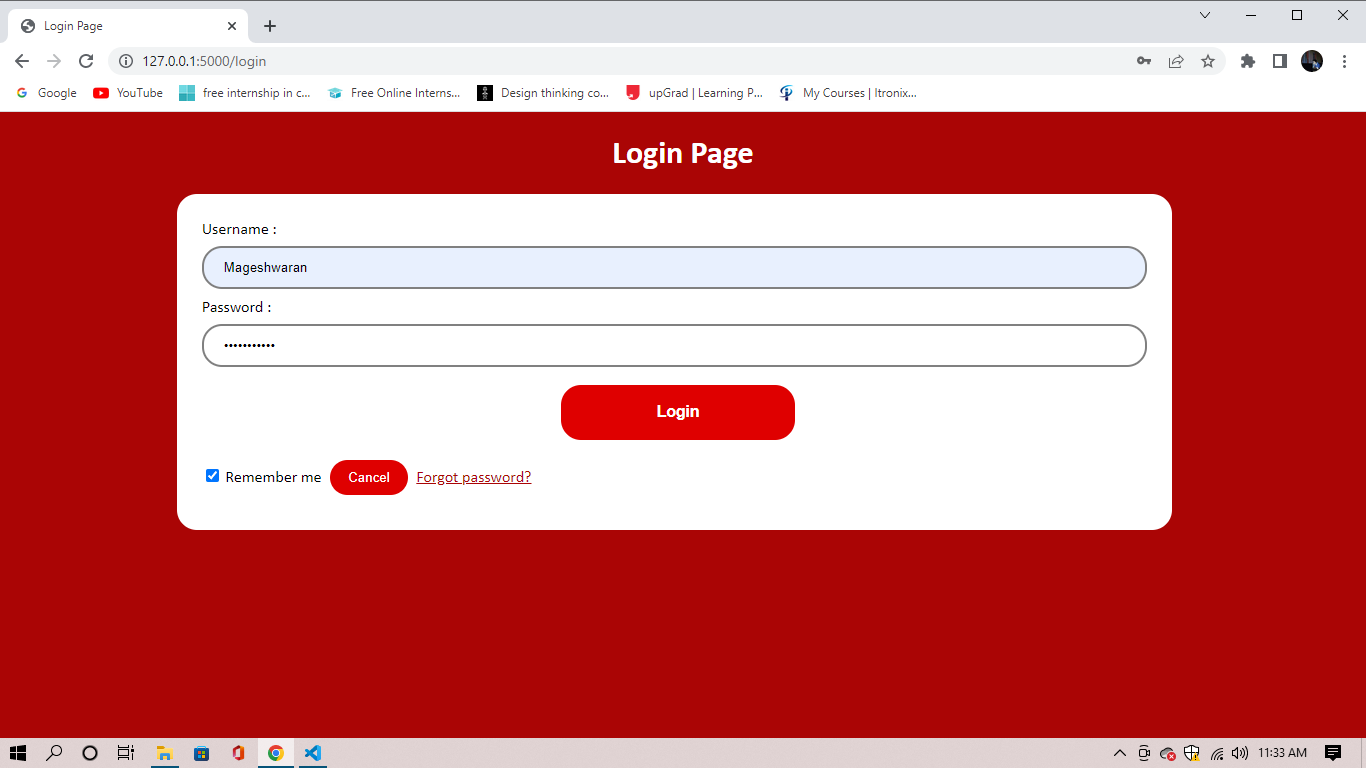 Login Page
127.0.0.1:5000/login
Google YouTube free internship in c... Free Online Interns... Design thinking co... upGrad | Learning P... My Courses | Itronix...
Login Page
Username :
Mageshwaran
Password :
•••••••••••
Login
Remember me Cancel Forgot password?
11:33 AM